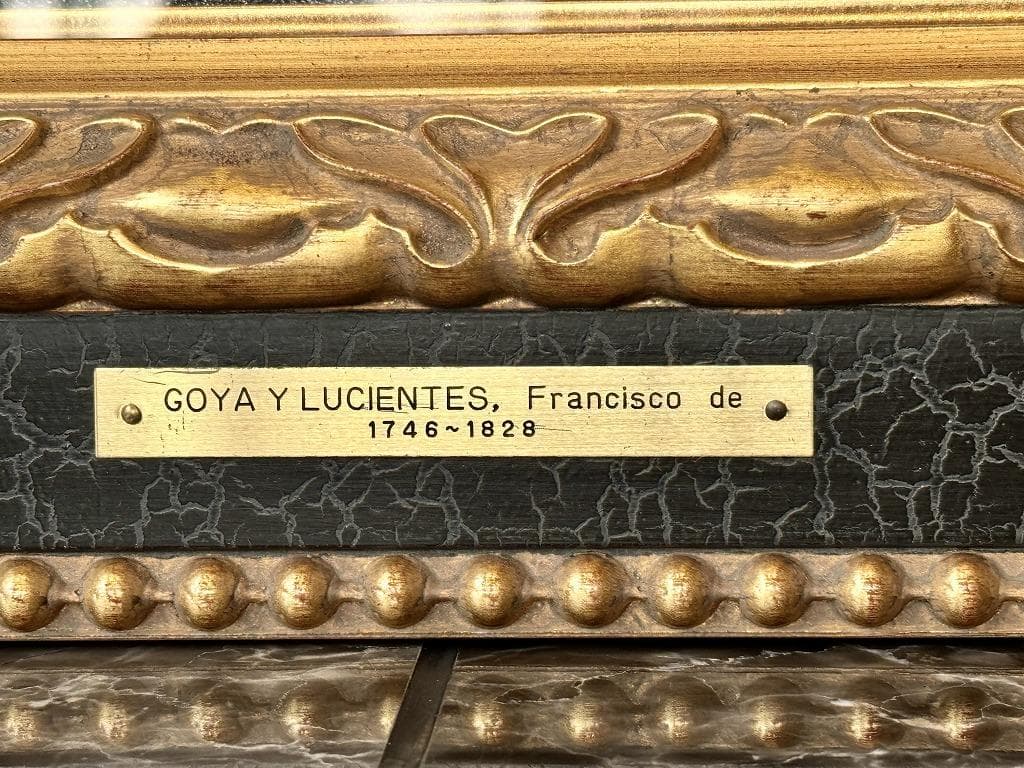 GOYA Y LUCIENTES, Francisco de
1746~1828